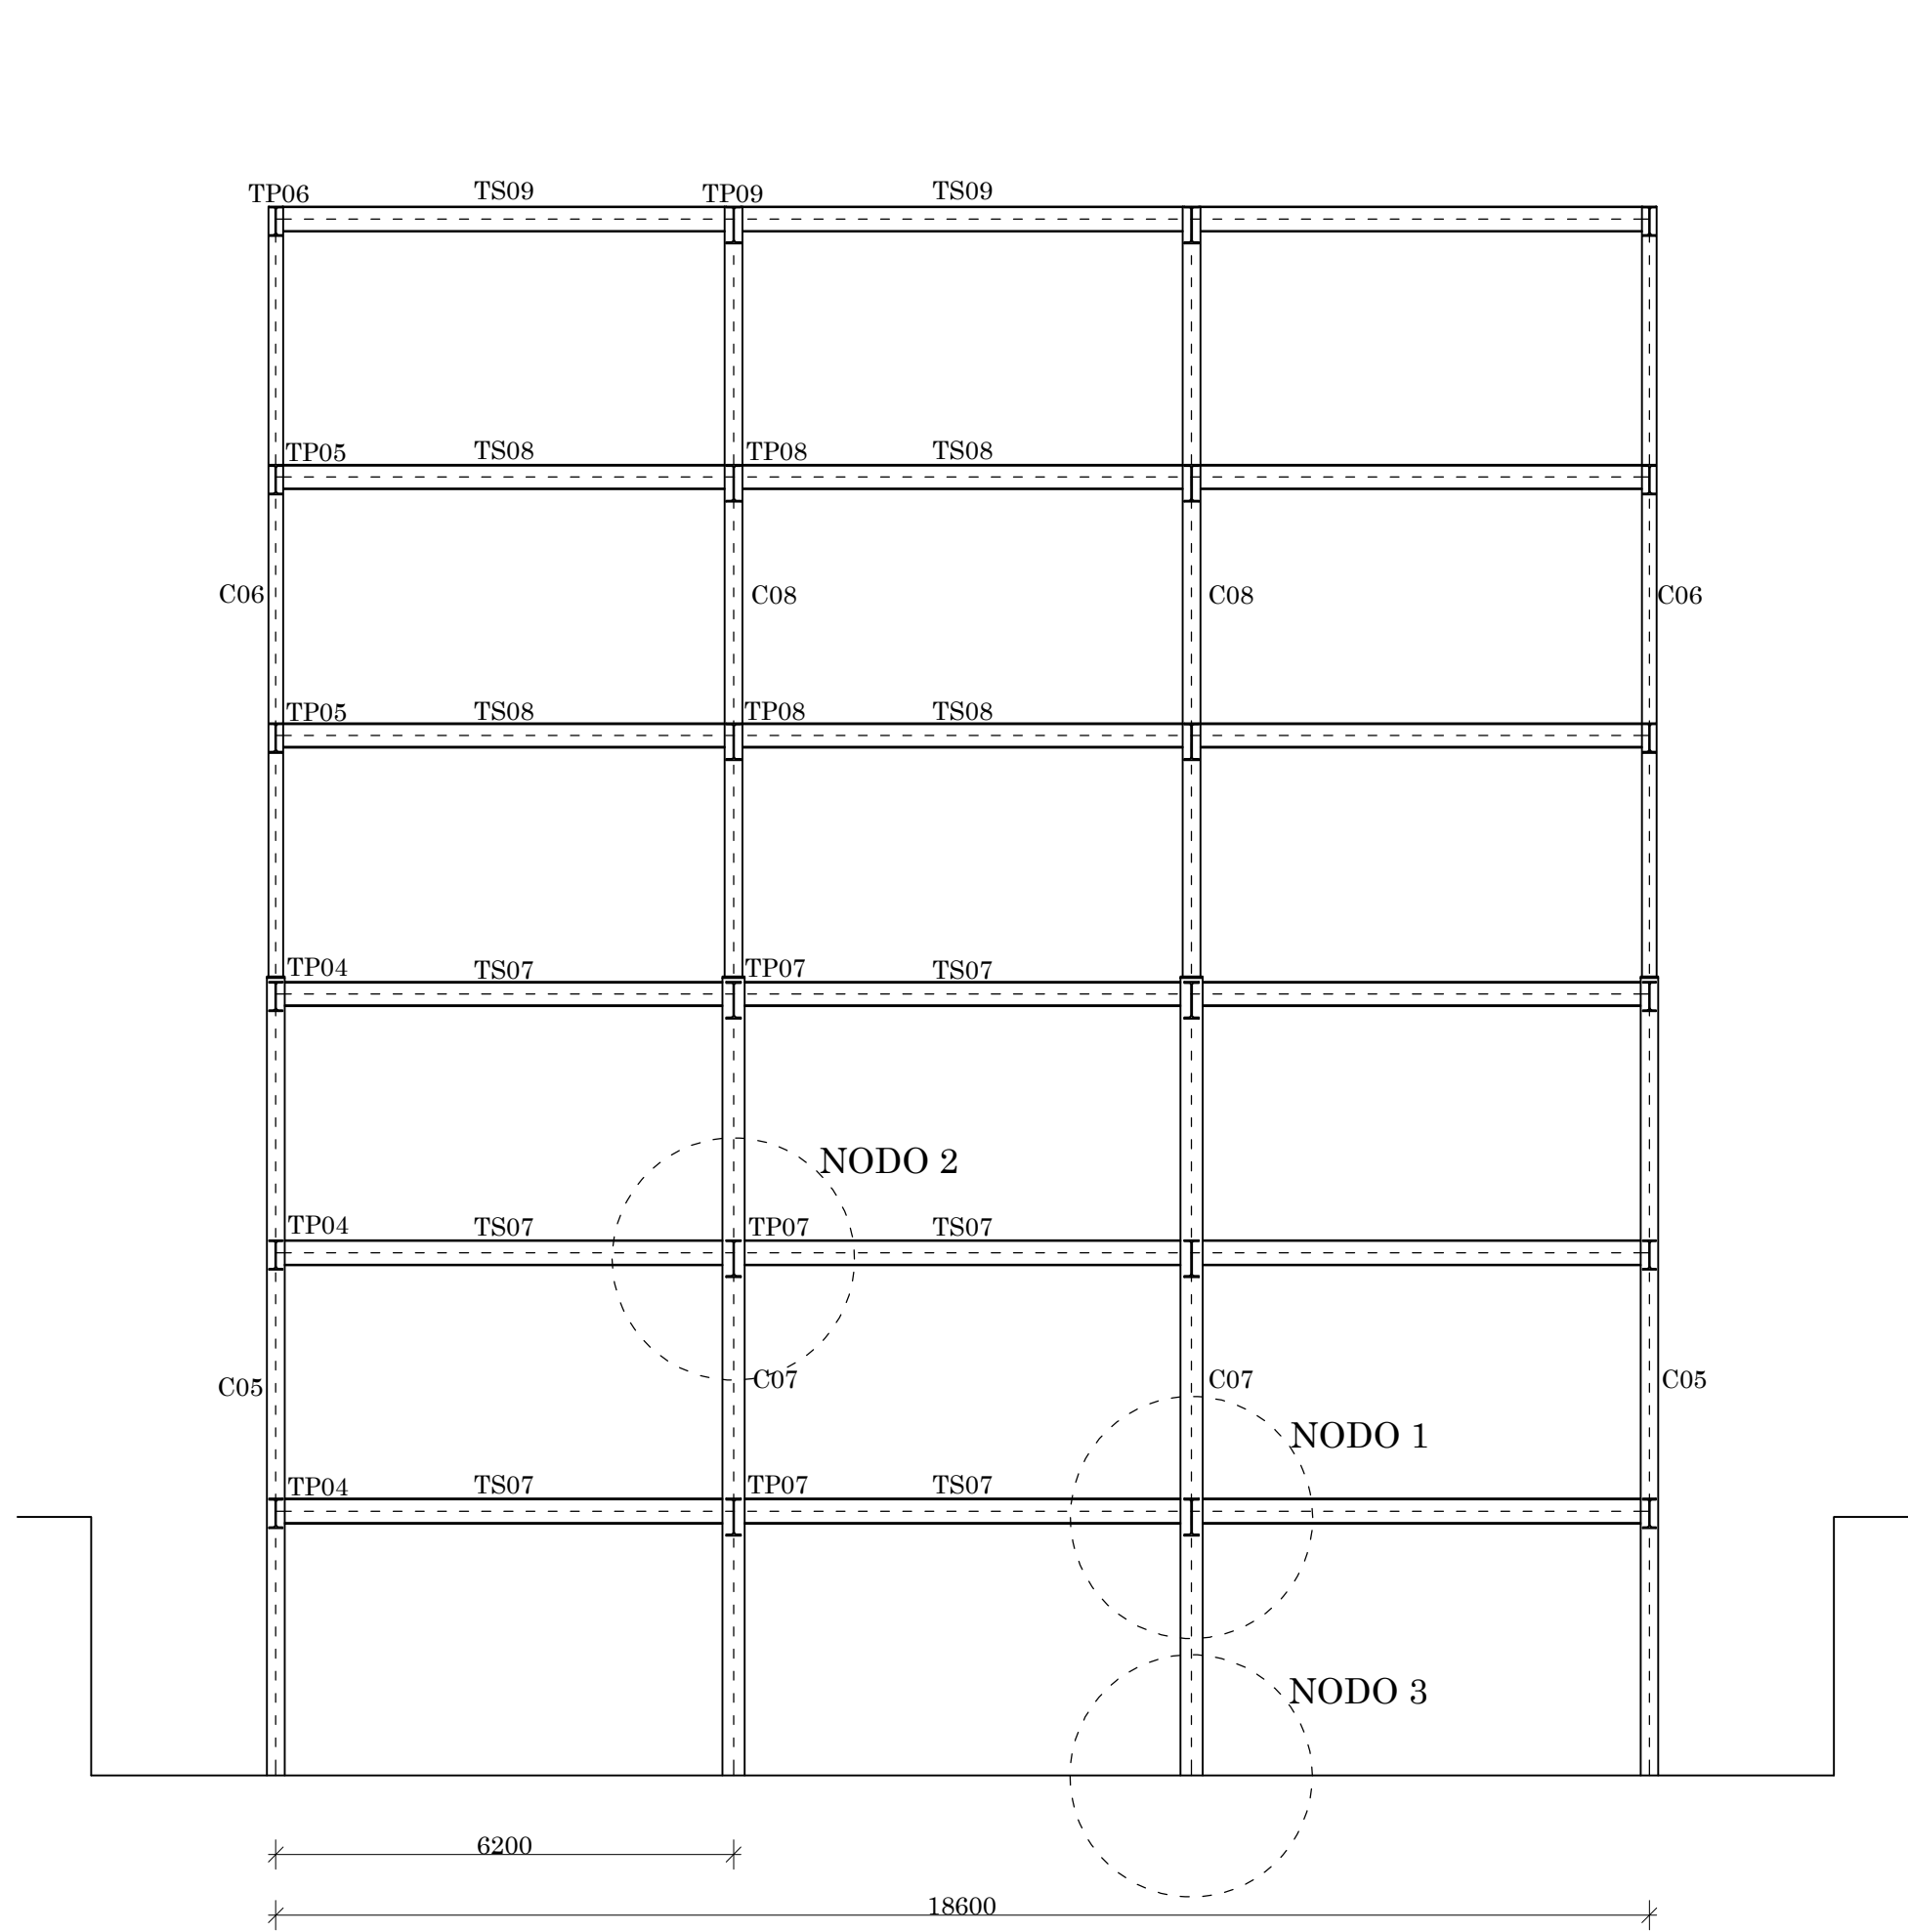 TP06 TS09 TP09 TS09
TP05 TS08 TP08 TS08
C06 C08 C08 C06
TP05 TS08 TP08 TS08
TP04 TS07 TP07 TS07
NODO 2
TP04 TS07 TP07 TS07
C05 C07 C07 C05
NODO 1
TP04 TS07 TP07 TS07
NODO 3
6200
18600